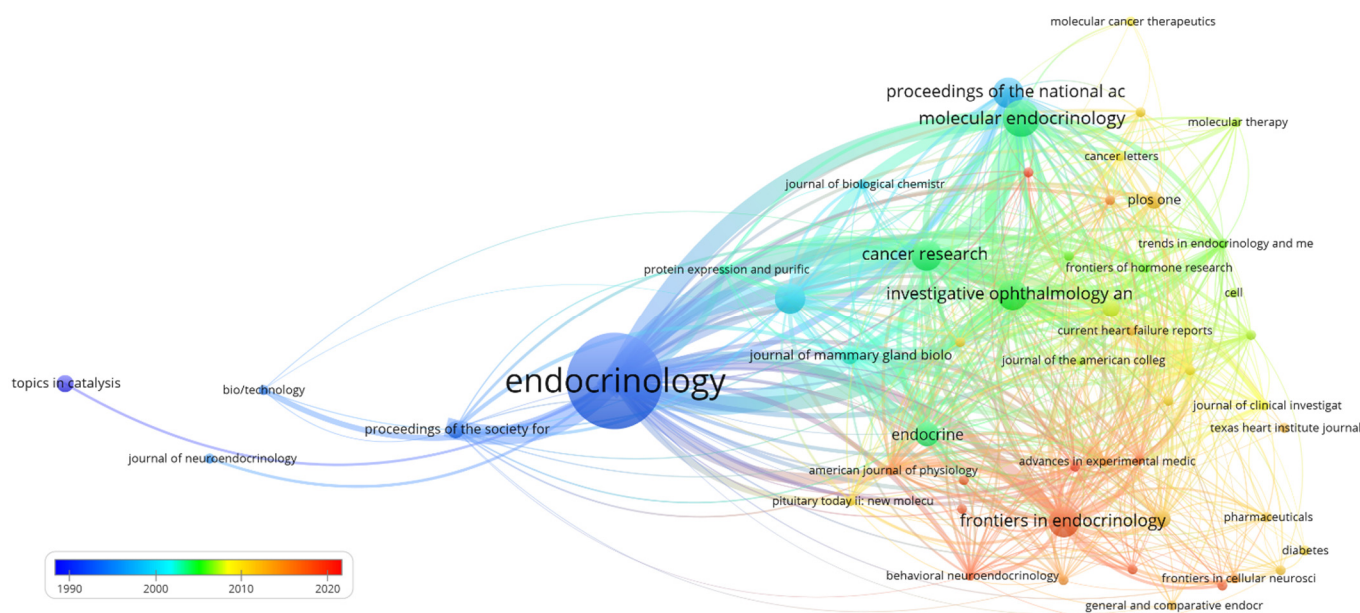 molecular cancer therapeutics
proceedings of the national ac
molecular endocrinology
molecular therapy
cancer letters
journal of biological chemistr
plos one
trends in endocrinology and me
cancer research
frontiers of hormone research
protein expression and purific
investigative ophthalmology an
cell
current heart failure reports
journal of mammary gland biolo
journal of the american colleg
endocrinology
topics in catalysis
bio/technology
journal of clinical investigat
proceedings of the society for
texas heart institute journal
endocrine
journal of neuroendocrinology
advances in experimental medic
american journal of physiology
pituitary today ii: new molecu
frontiers in endocrinology
pharmaceuticals
diabetes
behavioral neuroendocrinology
frontiers in cellular neurosci
general and comparative endocr
1990 2000 2010 2020